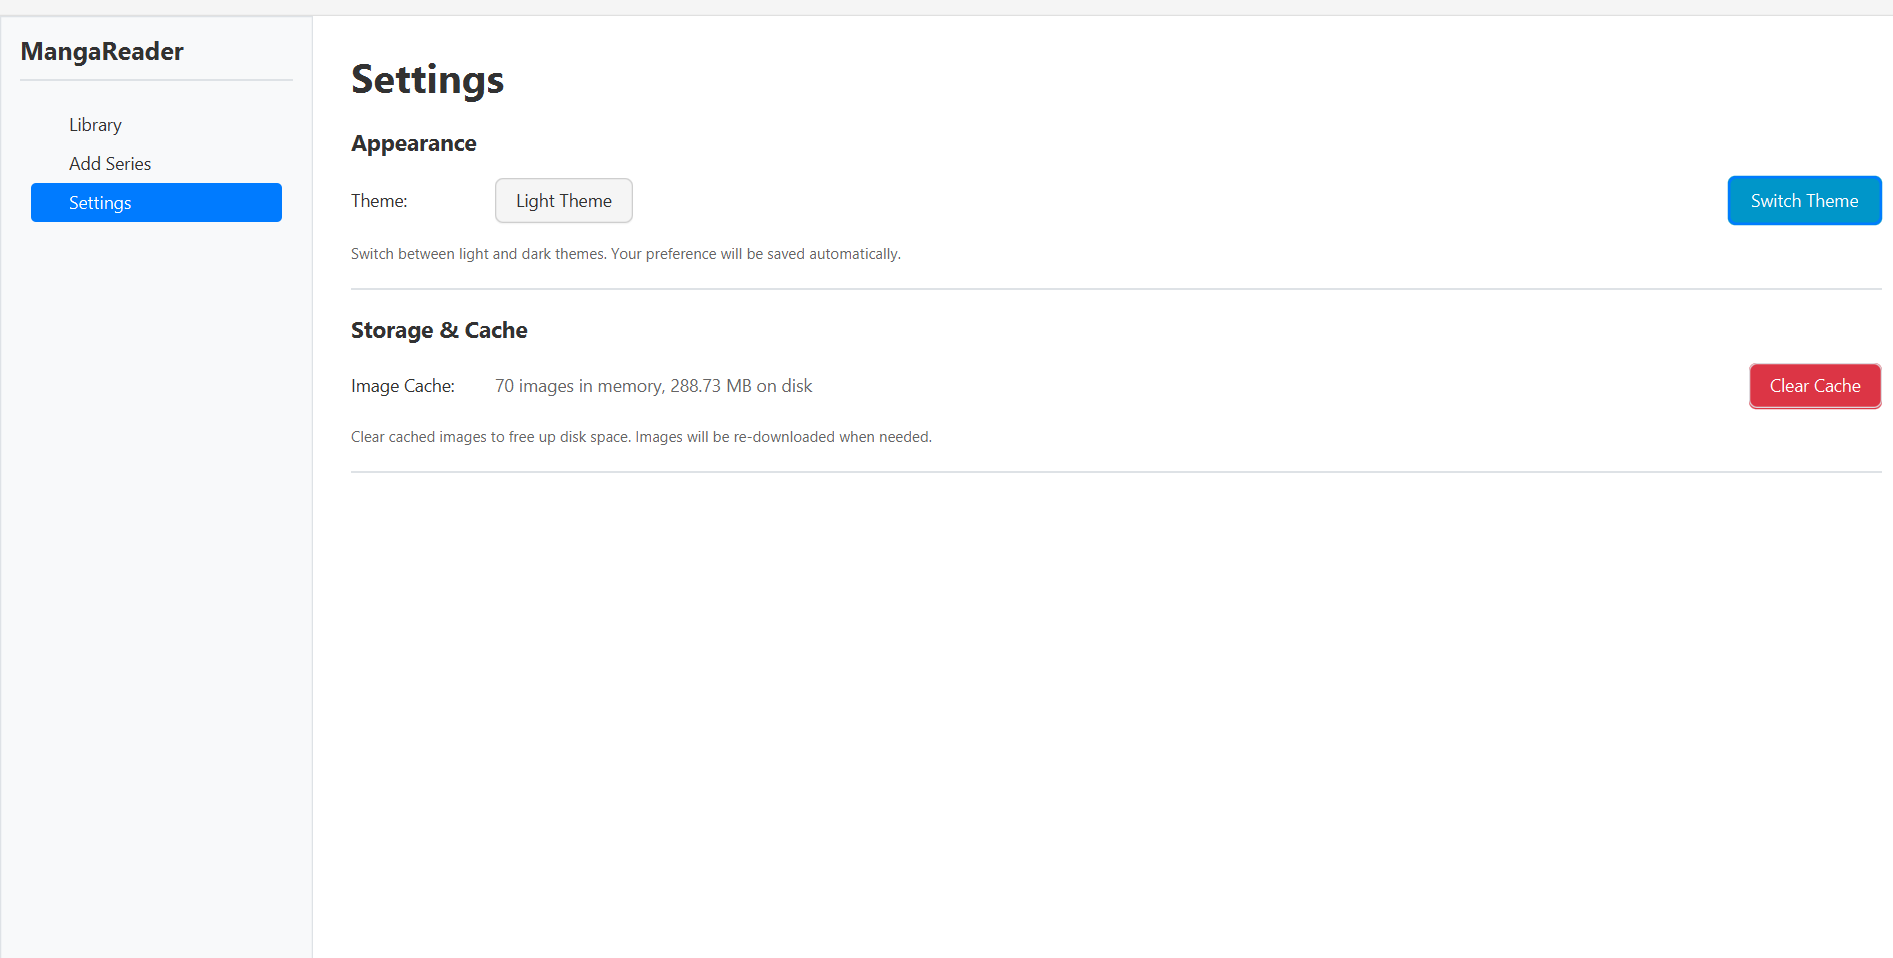 MangaReader
Library
Add Series
Settings
Settings
Appearance
Theme:
Light Theme
Switch Theme
Switch between light and dark themes. Your preference will be saved automatically.
Storage & Cache
Image Cache:
70 images in memory, 288.73 MB on disk
Clear Cache
Clear cached images to free up disk space. Images will be re-downloaded when needed.